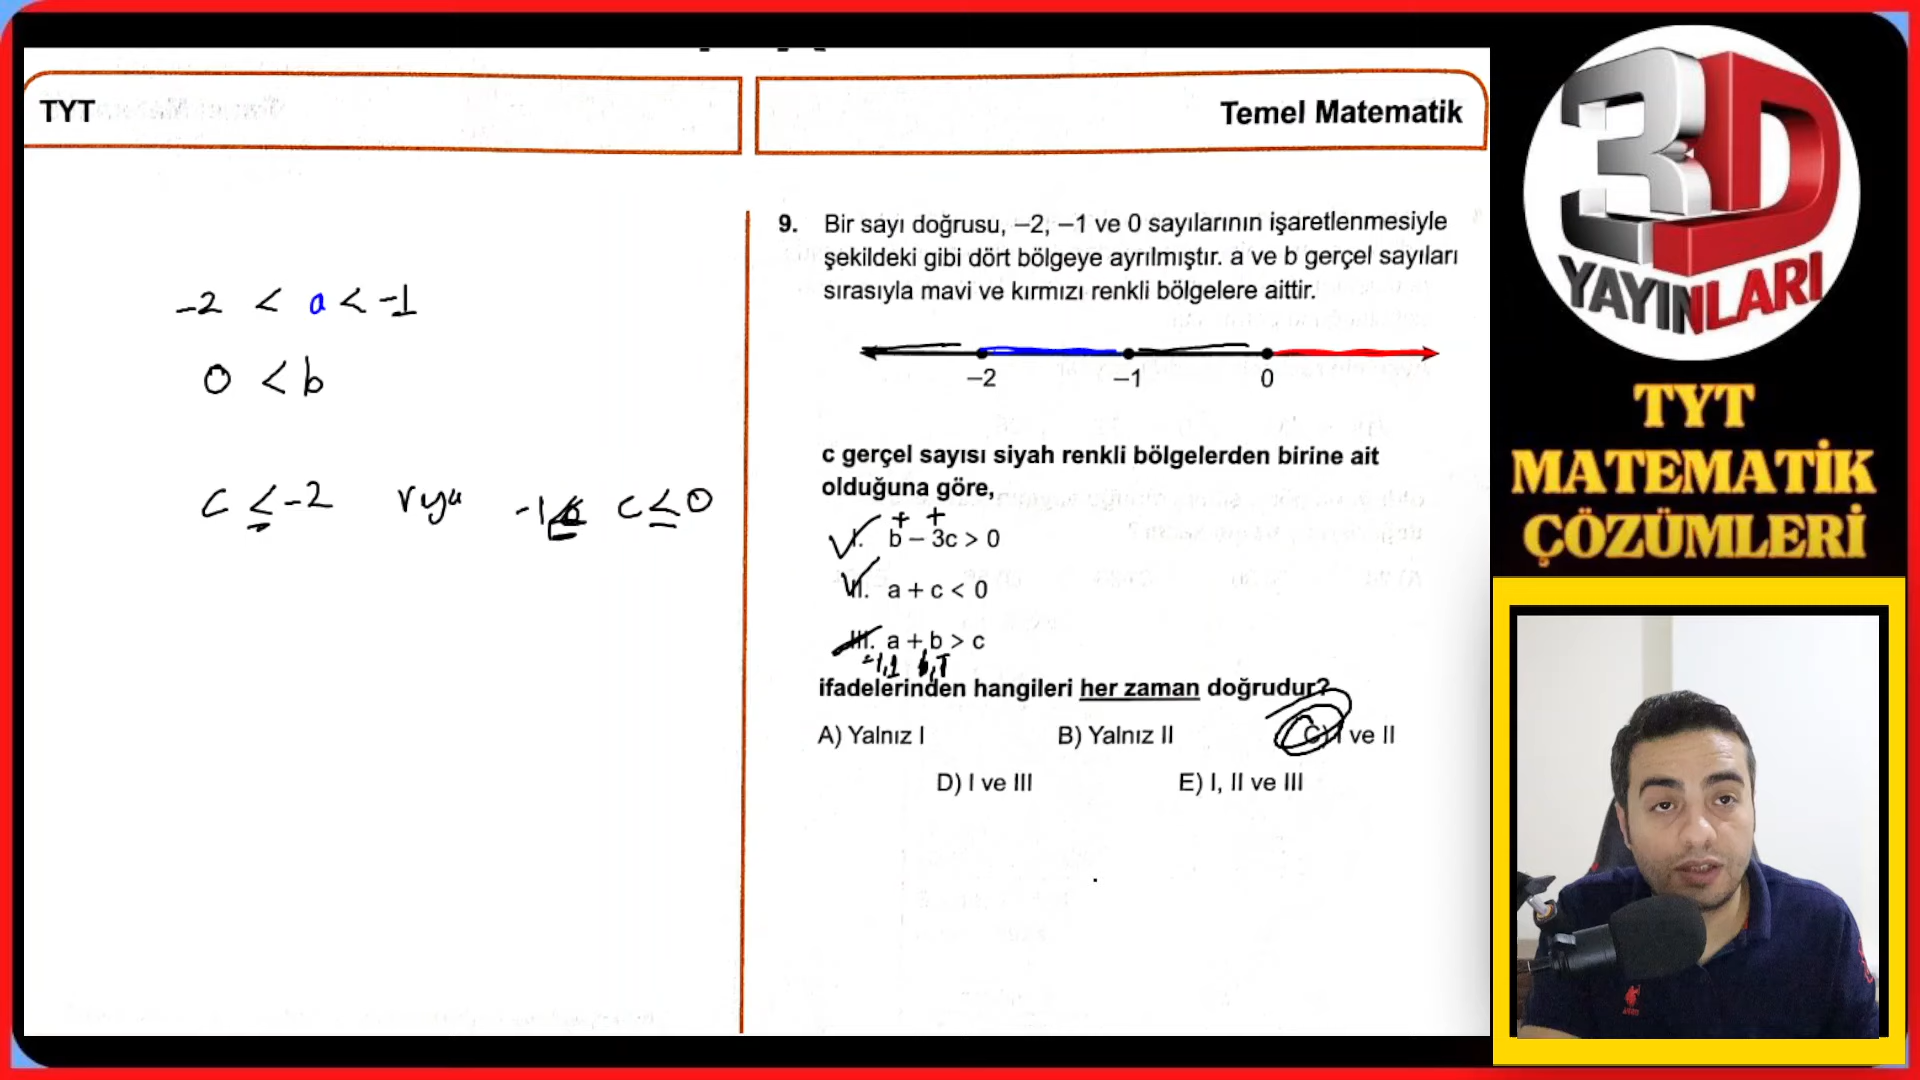 TYT
Temel Matematik
-2 < a < -1
0 < b
c ≤ -2 veya -1 ≤ c ≤ 0
9. Bir sayı doğrusu, –2, –1 ve 0 sayılarının işaretlenmesiyle
şekildeki gibi dört bölgeye ayrılmıştır. a ve b gerçel sayıları
sırasıyla mavi ve kırmızı renkli bölgelere aittir.
–2 –1 0
c gerçel sayısı siyah renkli bölgelerden birine ait
olduğuna göre,
+ +
I. b – 3c > 0
II. a + c < 0
III. a + b > c
-1,1
ifadelerinden hangileri her zaman doğrudur?
A) Yalnız I B) Yalnız II C) I ve II
D) I ve III E) I, II ve III
3D
YAYINLARI
TYT
MATEMATİK
ÇÖZÜMLERİ